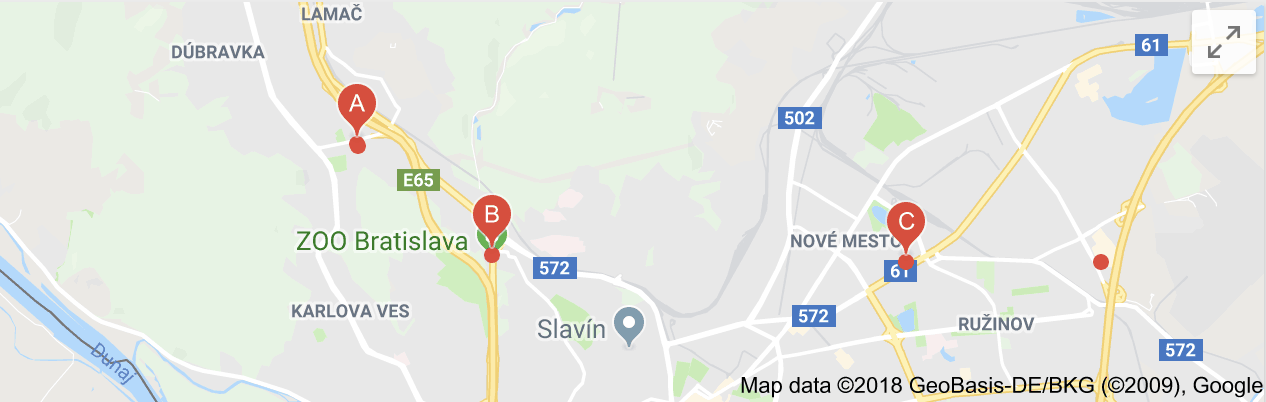 LAMAČ
DÚBRAVKA
61
A
502
E65
B
C
ZOO Bratislava
NOVÉ MESTO
572
61
KARLOVA VES
572
Slavín
RUŽINOV
Dunaj
572
Map data ©2018 GeoBasis-DE/BKG (©2009), Google